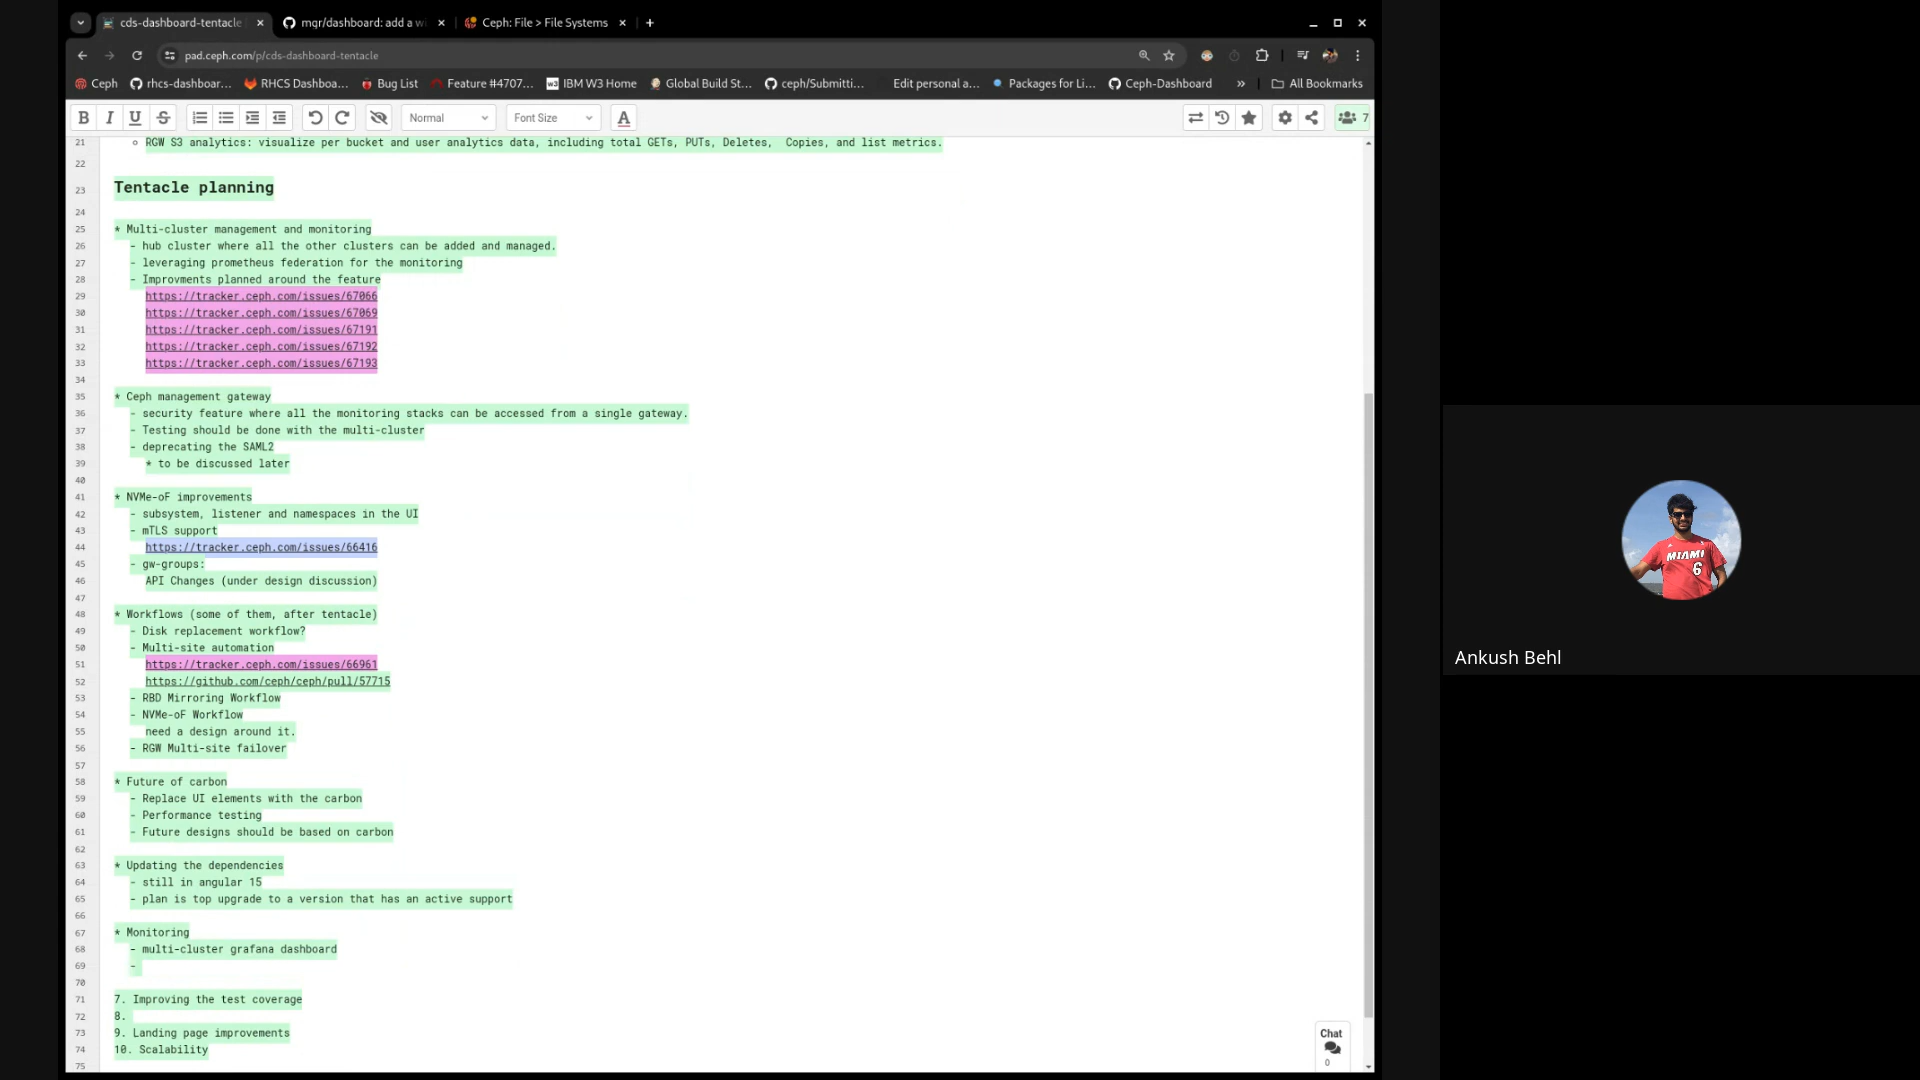 cds-dashboard-tentacle
mgr/dashboard: add a wi
Ceph: File > File Systems
pad.ceph.com/p/cds-dashboard-tentacle
Ceph
rhcs-dashboar...
RHCS Dashboa...
Bug List
Feature #4707...
IBM W3 Home
Global Build St...
ceph/Submitti...
Edit personal a...
Packages for Li...
Ceph-Dashboard
»
All Bookmarks
B I U S
Normal
Font Size
A
7
21 ○ RGW S3 analytics: visualize per bucket and user analytics data, including total GETs, PUTs, Deletes,  Copies, and list metrics.
22
23 Tentacle planning
24
25 * Multi-cluster management and monitoring
26 - hub cluster where all the other clusters can be added and managed.
27 - leveraging prometheus federation for the monitoring
28 - Improvments planned around the feature
29 https://tracker.ceph.com/issues/67066
30 https://tracker.ceph.com/issues/67069
31 https://tracker.ceph.com/issues/67191
32 https://tracker.ceph.com/issues/67192
33 https://tracker.ceph.com/issues/67193
34
35 * Ceph management gateway
36 - security feature where all the monitoring stacks can be accessed from a single gateway.
37 - Testing should be done with the multi-cluster
38 - deprecating the SAML2
39 * to be discussed later
40
41 * NVMe-oF improvements
42 - subsystem, listener and namespaces in the UI
43 - mTLS support
44 https://tracker.ceph.com/issues/66416
45 - gw-groups:
46 API Changes (under design discussion)
47
48 * Workflows (some of them, after tentacle)
49 - Disk replacement workflow?
50 - Multi-site automation
51 https://tracker.ceph.com/issues/66961
52 https://github.com/ceph/ceph/pull/57715
53 - RBD Mirroring Workflow
54 - NVMe-oF Workflow
55 need a design around it.
56 - RGW Multi-site failover
57
58 * Future of carbon
59 - Replace UI elements with the carbon
60 - Performance testing
61 - Future designs should be based on carbon
62
63 * Updating the dependencies
64 - still in angular 15
65 - plan is top upgrade to a version that has an active support
66
67 * Monitoring
68 - multi-cluster grafana dashboard
69 -
70
71 7. Improving the test coverage
72 8.
73 9. Landing page improvements
74 10. Scalability
75
Chat
0
MIAMI
6
Ankush Behl